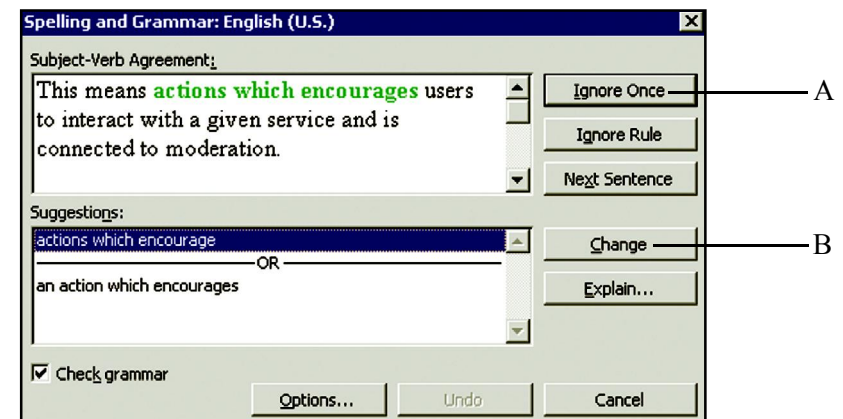 Spelling and Grammar: English (U.S.)
Subject-Verb Agreement:
This means actions which encourages users
to interact with a given service and is
connected to moderation.
Ignore Once
A
Ignore Rule
Next Sentence
Suggestions:
actions which encourage
OR
an action which encourages
Change
B
Explain...
Check grammar
Options...
Undo
Cancel